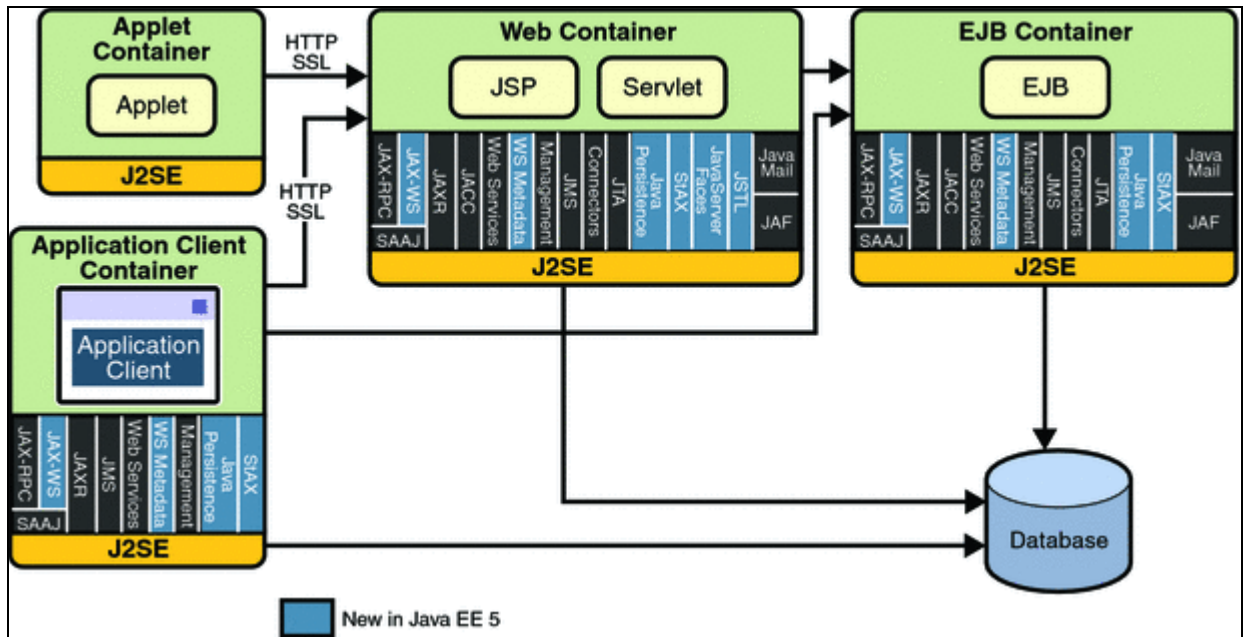 Applet
Container
Applet
J2SE
HTTP
SSL
HTTP
SSL
Web Container
JSP
Servlet
JAX-RPC
SAAJ
JAX-WS
JAXR
JACC
Web Services
WS Metadata
Management
JMS
Connectors
JTA
Java
Persistence
StAX
JavaServer
Faces
JSTL
Java
Mail
JAF
J2SE
EJB Container
EJB
JAX-RPC
SAAJ
JAX-WS
JAXR
JACC
Web Services
WS Metadata
Management
JMS
Connectors
JTA
Java
Persistence
StAX
Java
Mail
JAF
J2SE
Application Client
Container
Application
Client
JAX-RPC
SAAJ
JAX-WS
JAXR
JMS
Web Services
WS Metadata
Management
Java
Persistence
StAX
J2SE
Database
New in Java EE 5